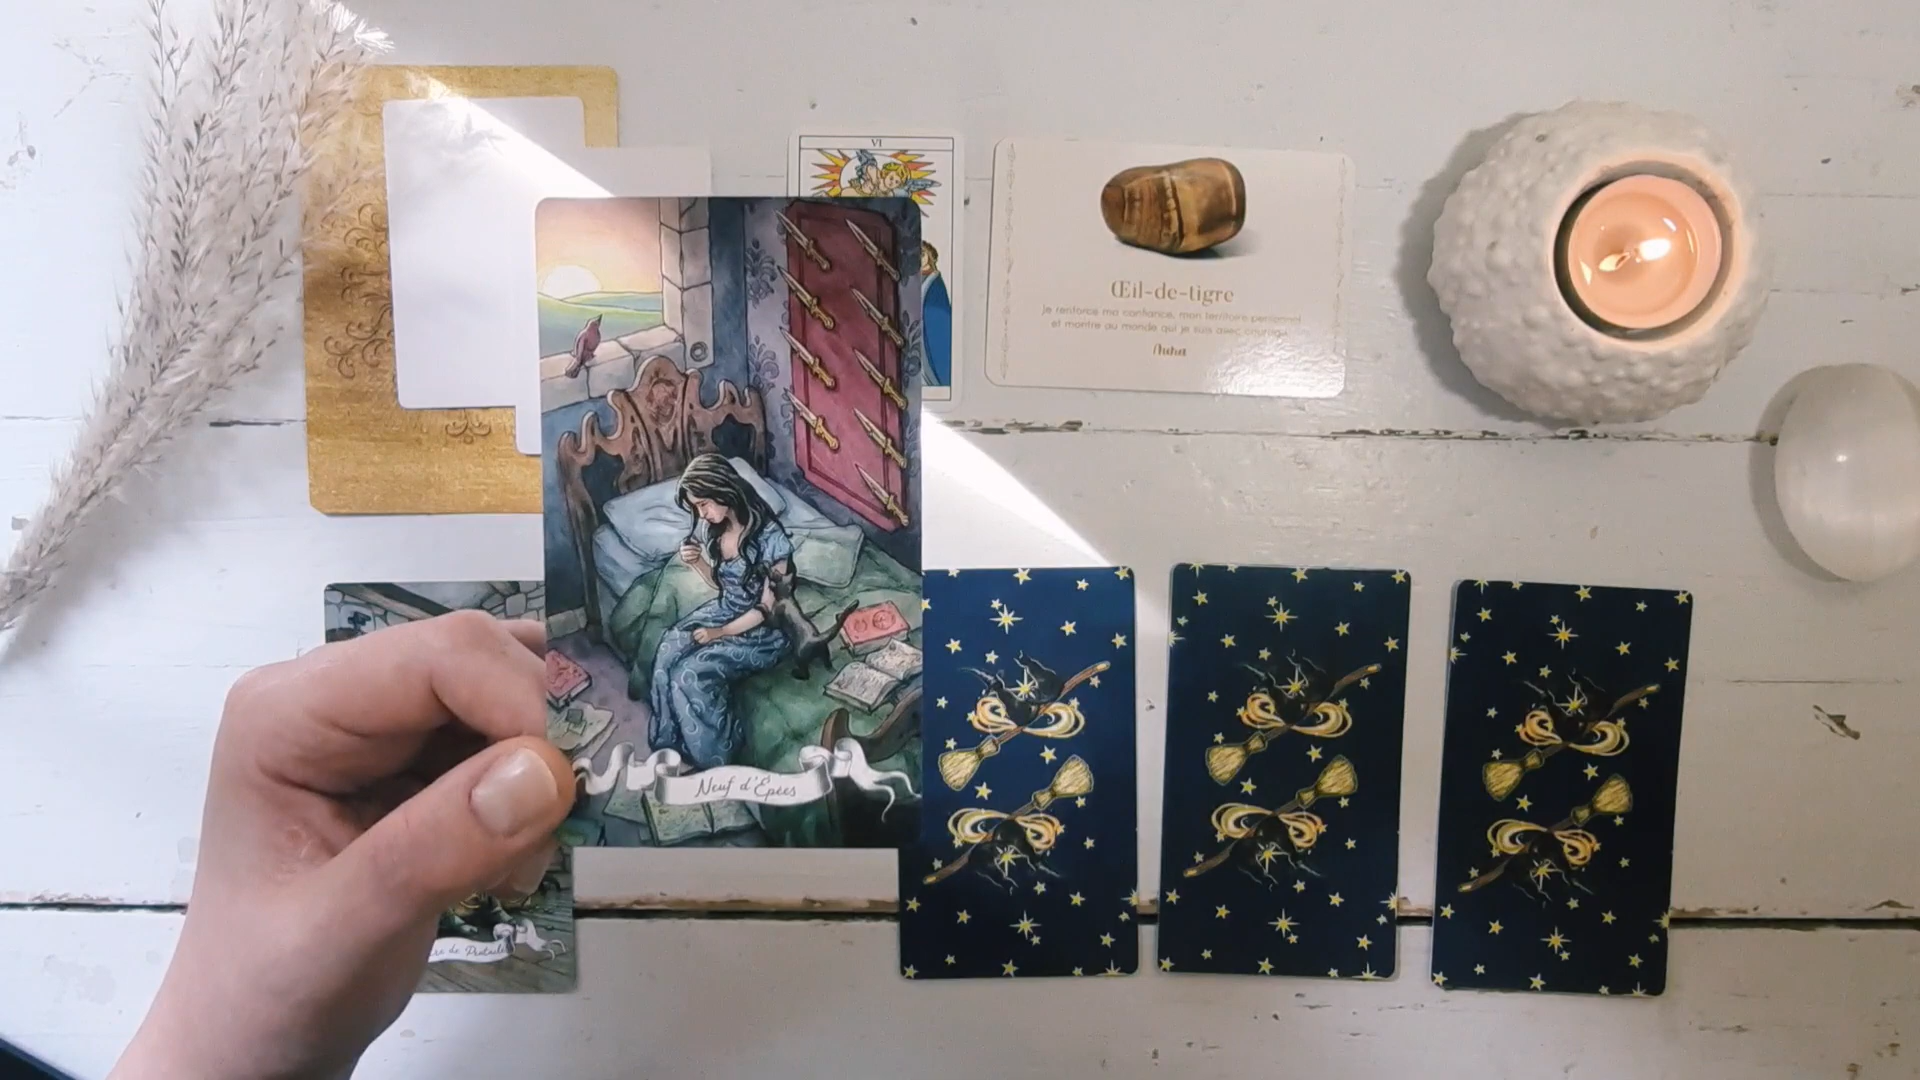 VI
Œil-de-tigre
Je renforce ma confiance, mon territoire personnel
et montre au monde qui je suis avec courage.
Neuf d'Épées
de